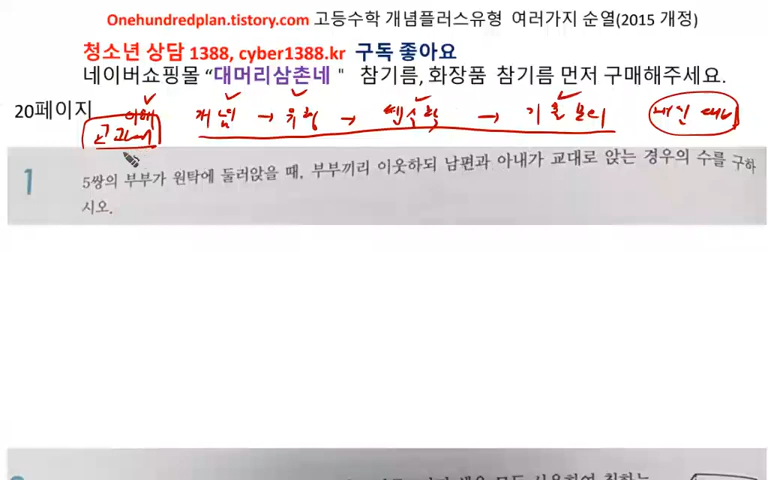 Onehundredplan.tistory.com 고등수학 개념플러스유형 여러가지 순열(2015 개정)
청소년 상담 1388, cyber1388.kr 구독 좋아요
네이버쇼핑몰 “대머리삼촌네 " 참기름, 화장품 참기름 먼저 구매해주세요.
20페이지
이해 개념 → 유형 → 쎈수학 → 기출문제 내신 대비
교과서
1 5쌍의 부부가 원탁에 둘러앉을 때, 부부끼리 이웃하되 남편과 아내가 교대로 앉는 경우의 수를 구하
시오.